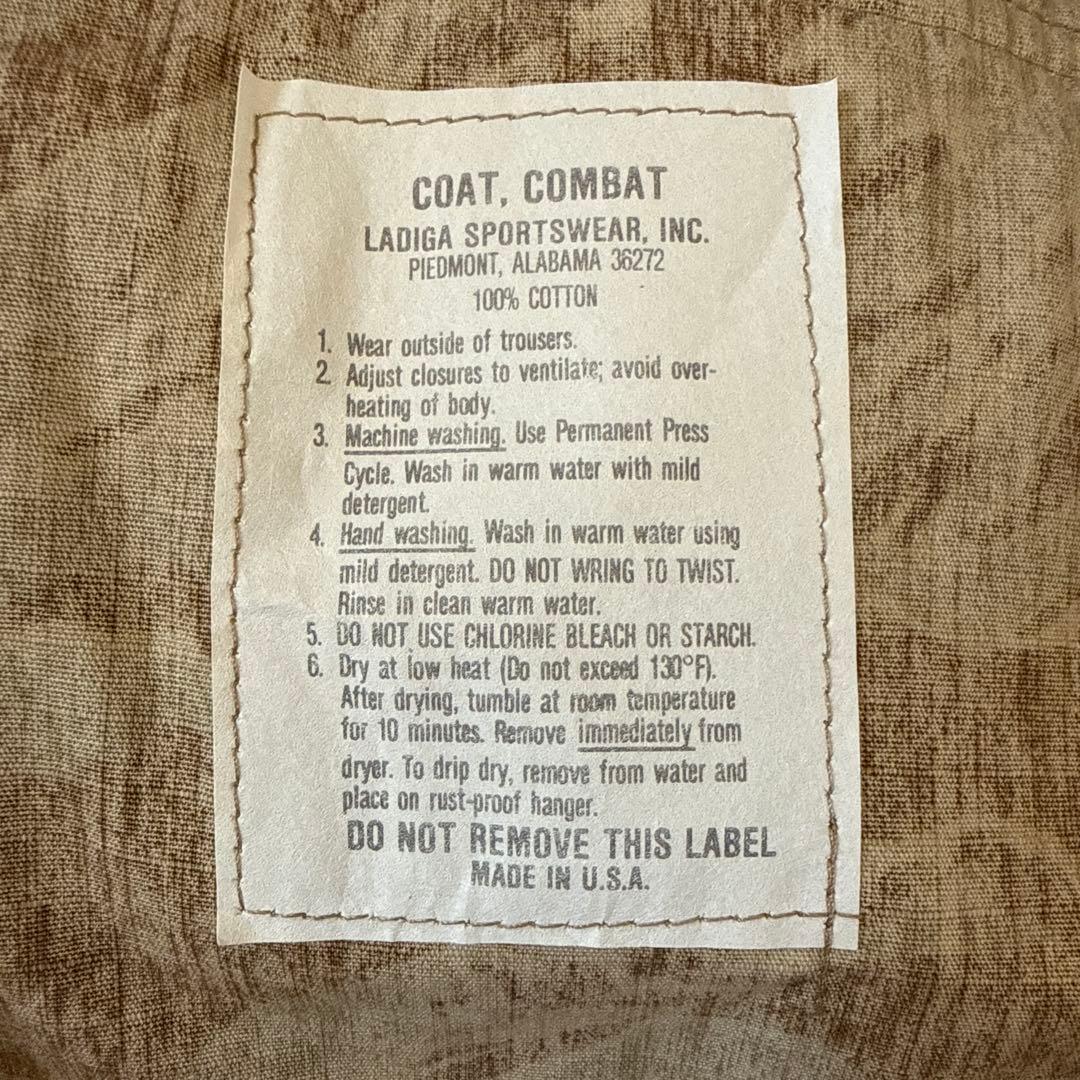 COAT, COMBAT
LADIGA SPORTSWEAR, INC.
PIEDMONT, ALABAMA 36272
100% COTTON
1. Wear outside of trousers.
2. Adjust closures to ventilate; avoid over-
heating of body.
3. Machine washing. Use Permanent Press
Cycle. Wash in warm water with mild
detergent.
4. Hand washing. Wash in warm water using
mild detergent. DO NOT WRING TO TWIST.
Rinse in clean warm water.
5. DO NOT USE CHLORINE BLEACH OR STARCH.
6. Dry at low heat (Do not exceed 130°F).
After drying, tumble at room temperature
for 10 minutes. Remove immediately from
dryer. To drip dry, remove from water and
place on rust-proof hanger.
DO NOT REMOVE THIS LABEL
MADE IN U.S.A.